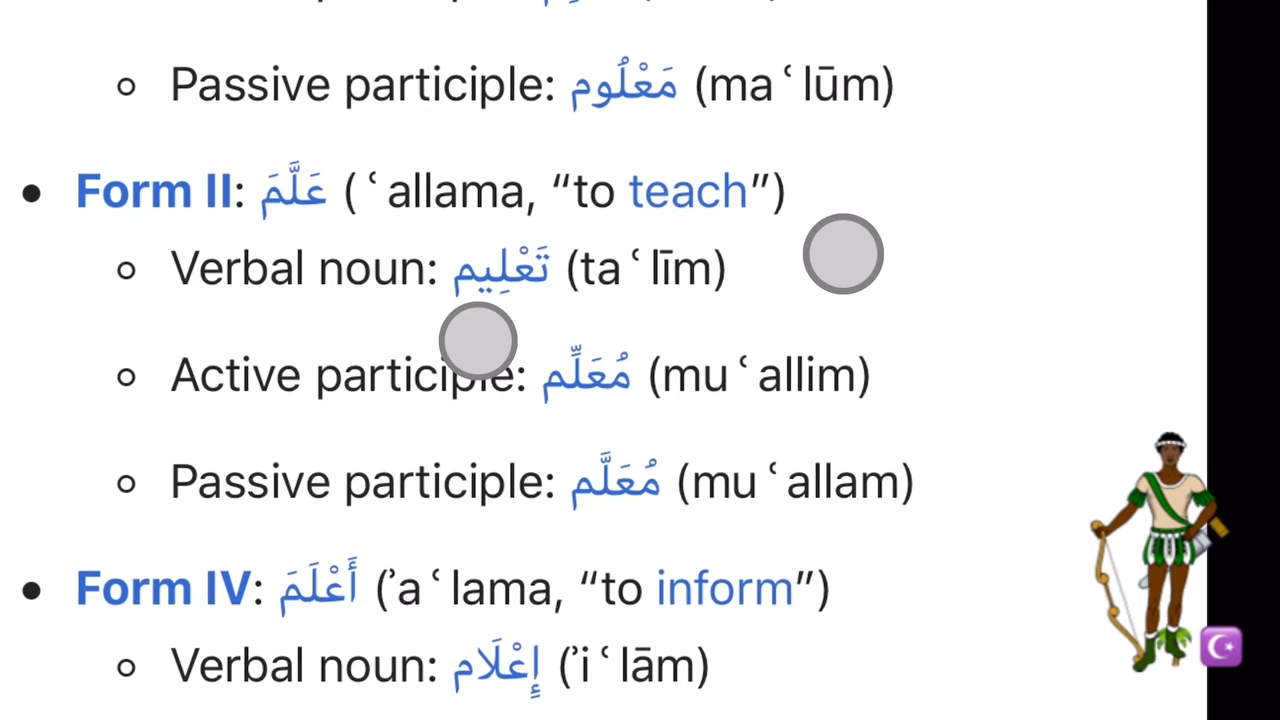 Passive participle: مَعْلُوم (maʿlūm)
Form II: عَلَّمَ (ʿallama, “to teach”)
Verbal noun: تَعْلِيم (taʿlīm)
Active participle: مُعَلِّم (muʿallim)
Passive participle: مُعَلَّم (muʿallam)
Form IV: أَعْلَمَ (ʾaʿlama, “to inform”)
Verbal noun: إِعْلَام (ʾiʿlām)